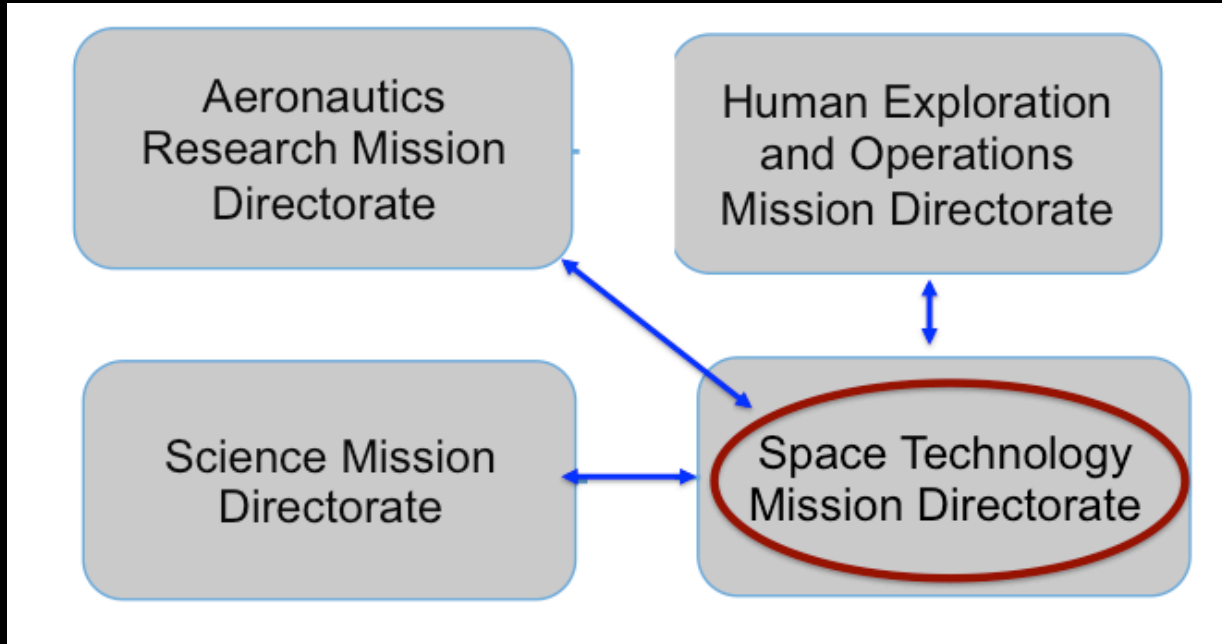 Aeronautics
Research Mission
Directorate
Human Exploration
and Operations
Mission Directorate
Science Mission
Directorate
Space Technology
Mission Directorate